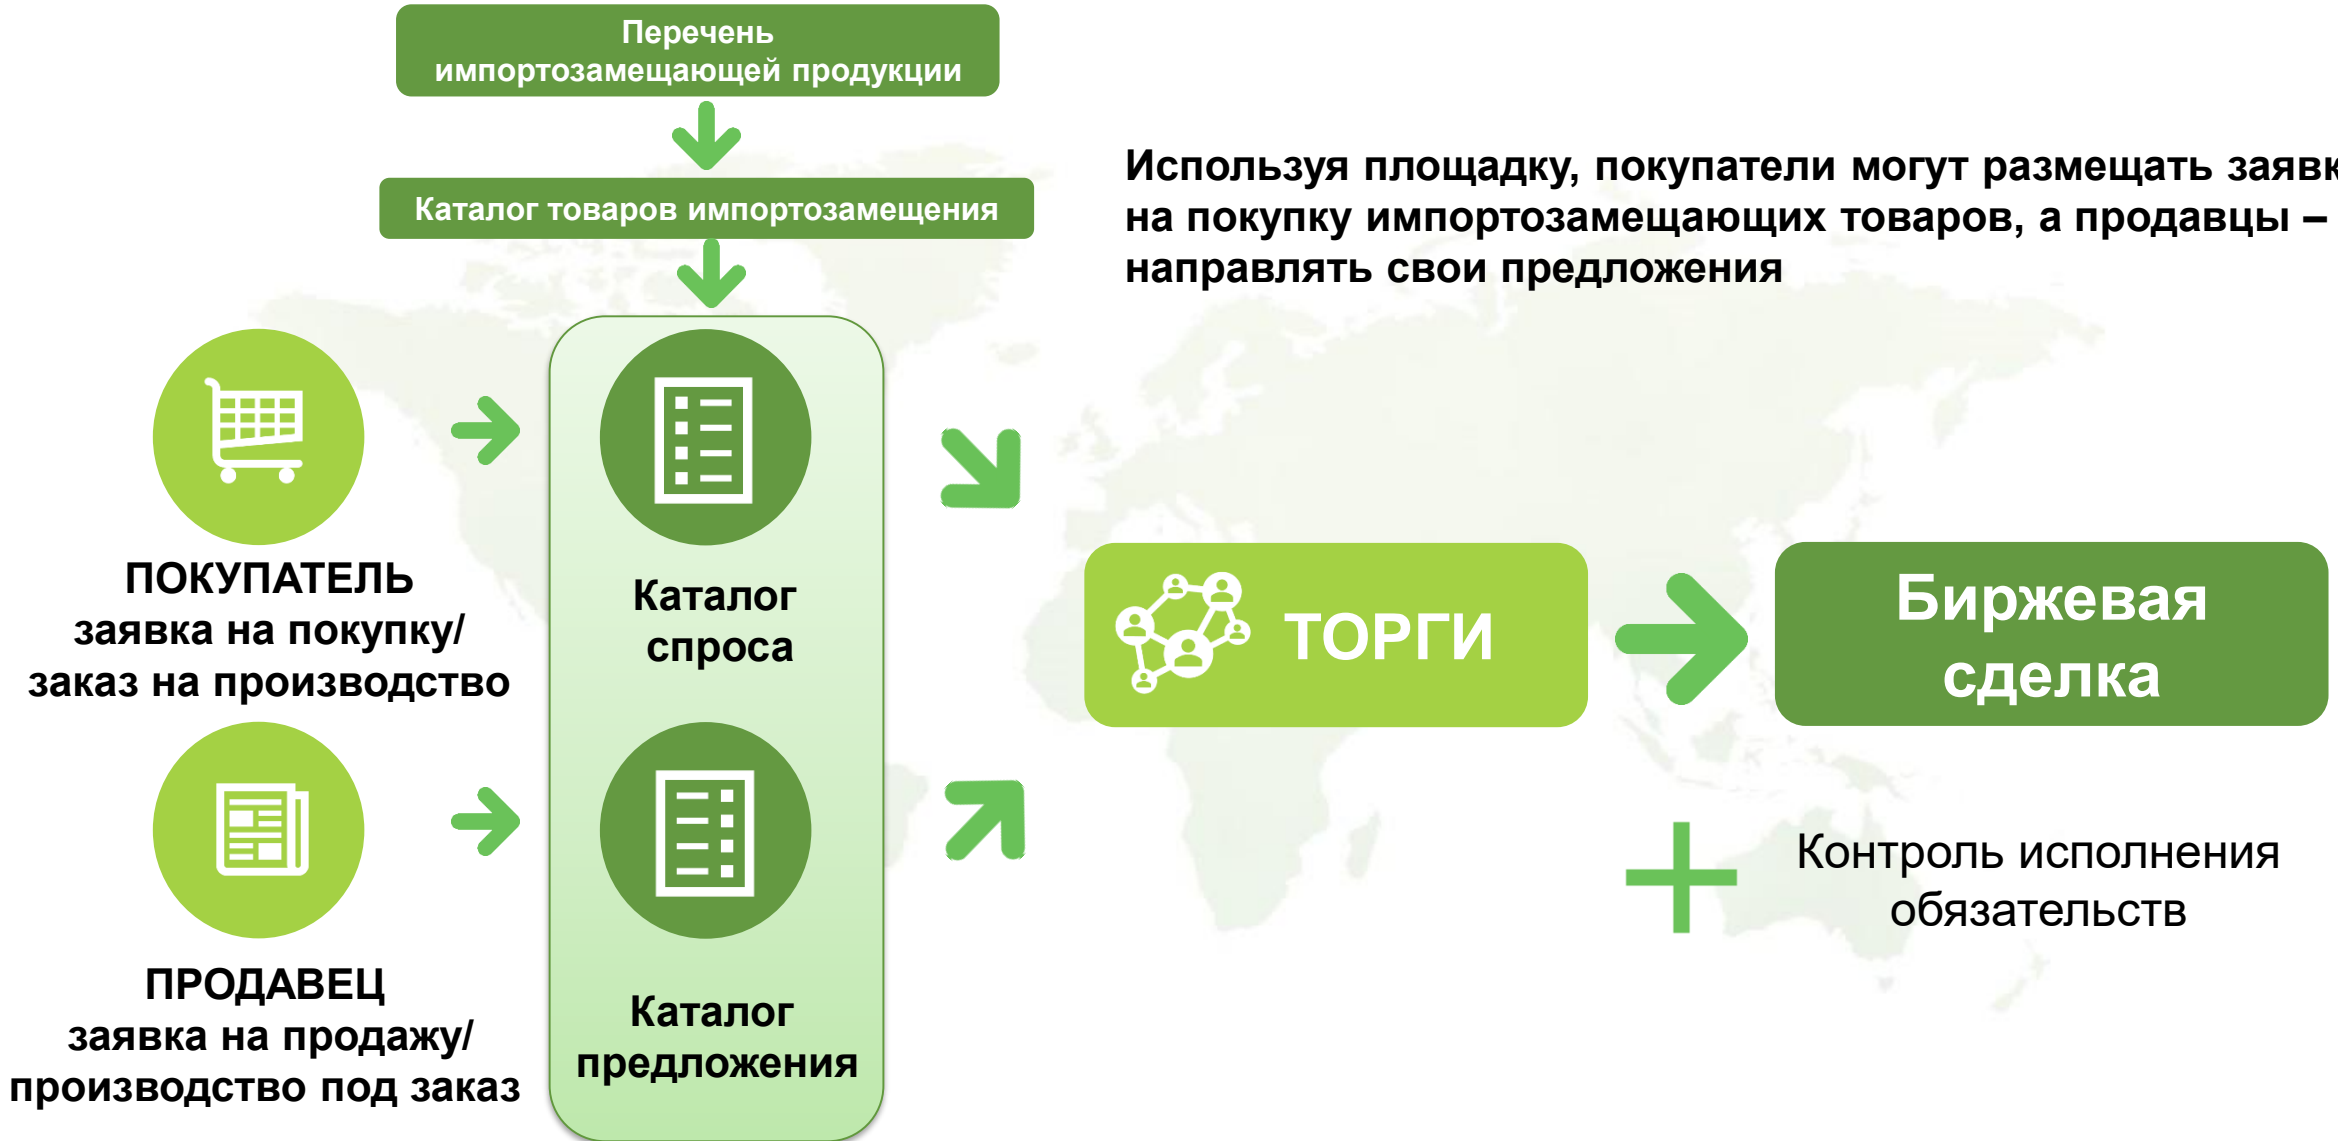 Перечень
импортозамещающей продукции
Каталог товаров импортозамещения
Используя площадку, покупатели могут размещать заявк
на покупку импортозамещающих товаров, а продавцы –
направлять свои предложения
ПОКУПАТЕЛЬ
заявка на покупку/
заказ на производство
Каталог
спроса
ТОРГИ
Биржевая
сделка
ПРОДАВЕЦ
заявка на продажу/
производство под заказ
Каталог
предложения
Контроль исполнения
обязательств